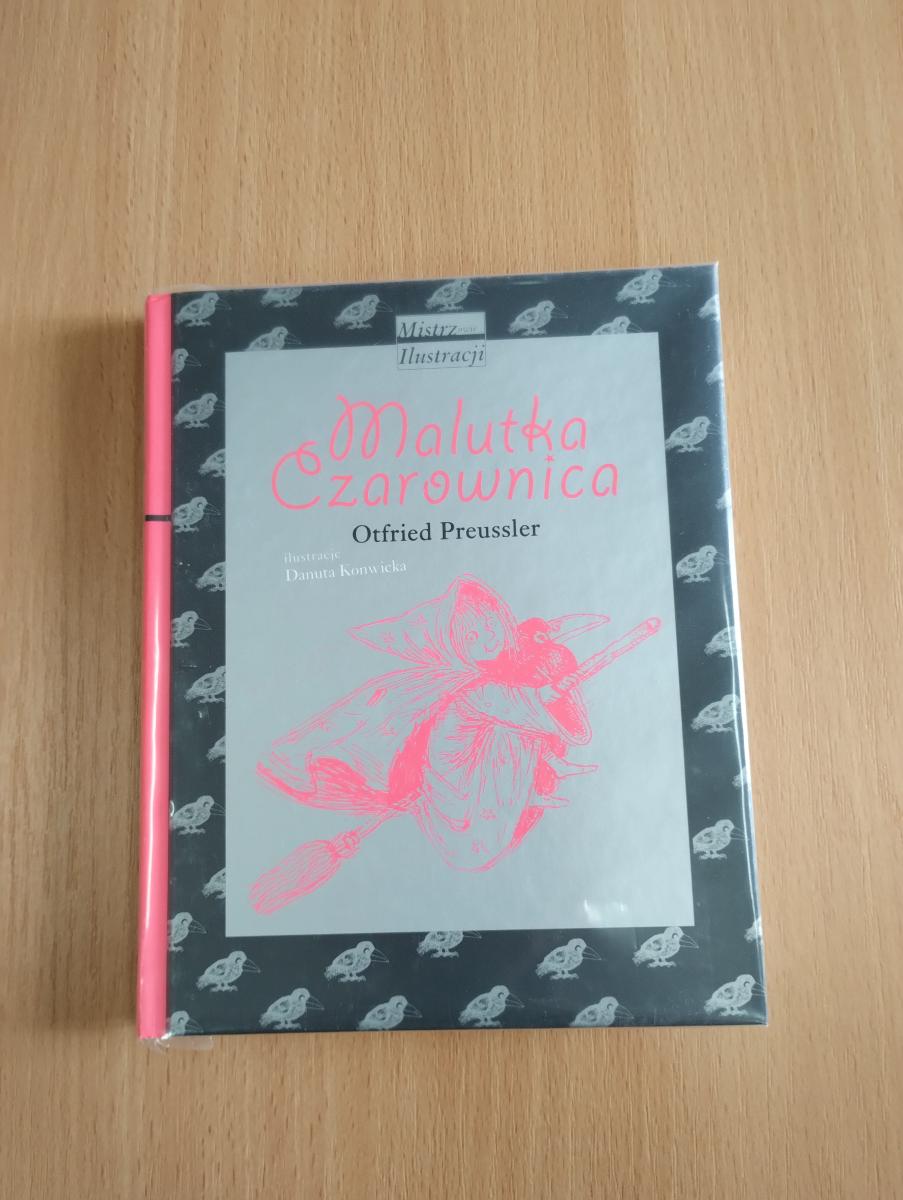 Mistrzowie
Ilustracji
Malutka
Czarownica
Otfried Preussler
ilustracje
Danuta Konwicka